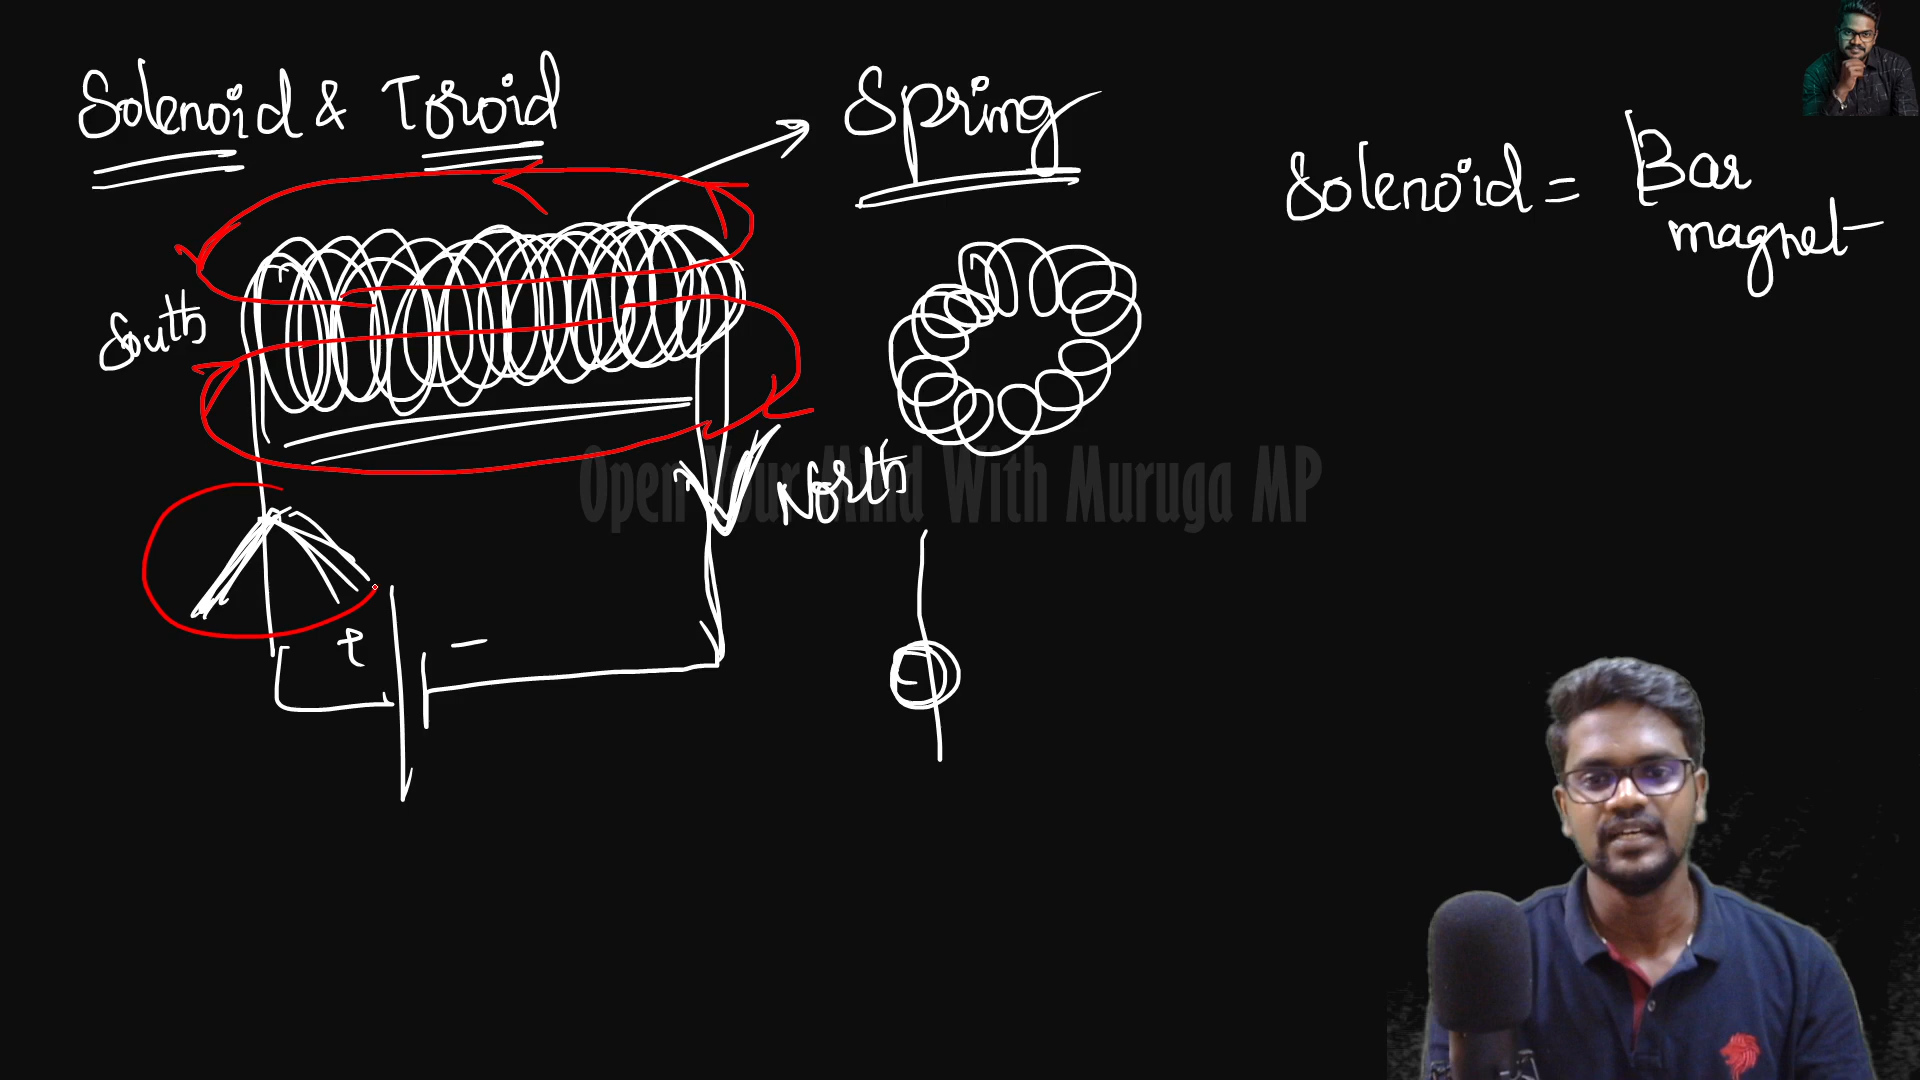 Solenoid & Toroid
Spring
Solenoid = Bar
magnet
South
North
Open Your Mind With Muruga MP
+
-